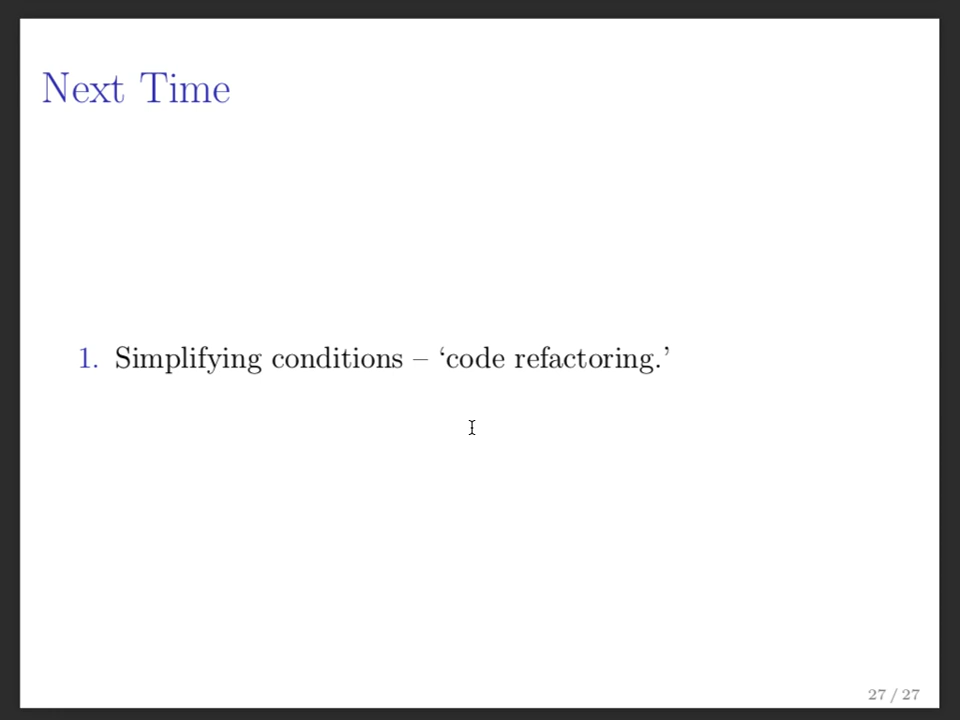 Next Time
1. Simplifying conditions – ‘code refactoring.’
27 / 27